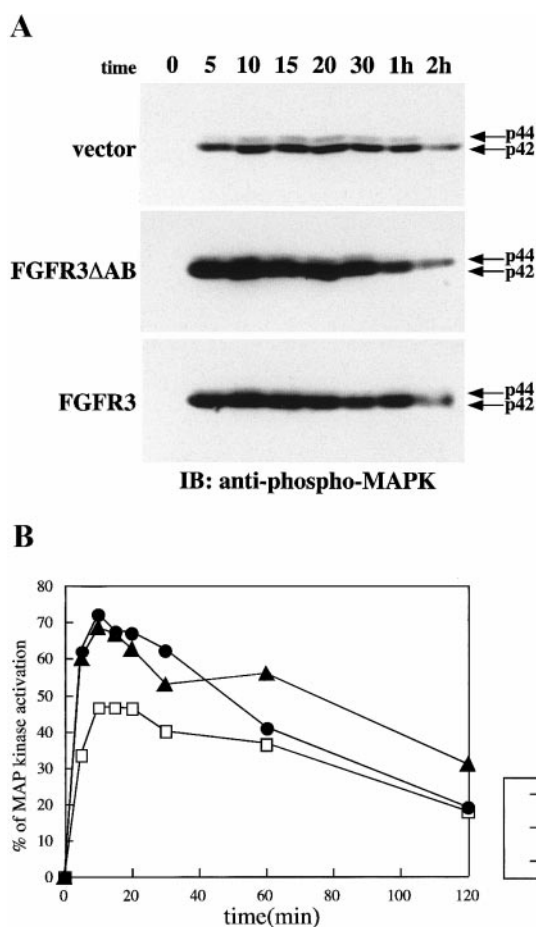 A
time 0 5 10 15 20 30 1h 2h
vector
p44
p42
FGFR3ΔAB
p44
p42
FGFR3
p44
p42
IB: anti-phospho-MAPK
B
% of MAP kinase activation
80
70
60
50
40
30
20
10
0
0 20 40 60 80 100 120
time(min)